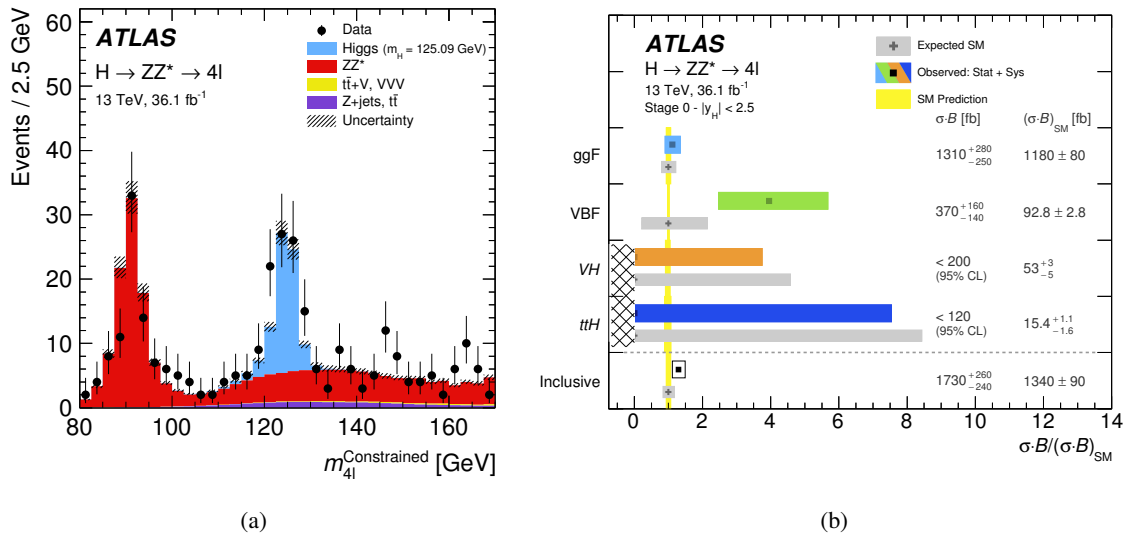 ATLAS
H → ZZ* → 4l
13 TeV, 36.1 fb⁻¹
Data
Higgs (m_H = 125.09 GeV)
ZZ*
tt̄+V, VVV
Z+jets, tt̄
Uncertainty
Events / 2.5 GeV
60
50
40
30
20
10
0
80 100 120 140 160
m_4l^Constrained [GeV]
(a)
ATLAS
H → ZZ* → 4l
13 TeV, 36.1 fb⁻¹
Stage 0 - |y_H| < 2.5
Expected SM
Observed: Stat + Sys
SM Prediction
σ·B [fb] (σ·B)_SM [fb]
ggF 1310 +280 −250 1180 ± 80
VBF 370 +160 −140 92.8 ± 2.8
VH < 200 (95% CL) 53 +3 −5
ttH < 120 (95% CL) 15.4 +1.1 −1.6
Inclusive 1730 +260 −240 1340 ± 90
0 2 4 6 8 10 12 14
σ·B/(σ·B)_SM
(b)